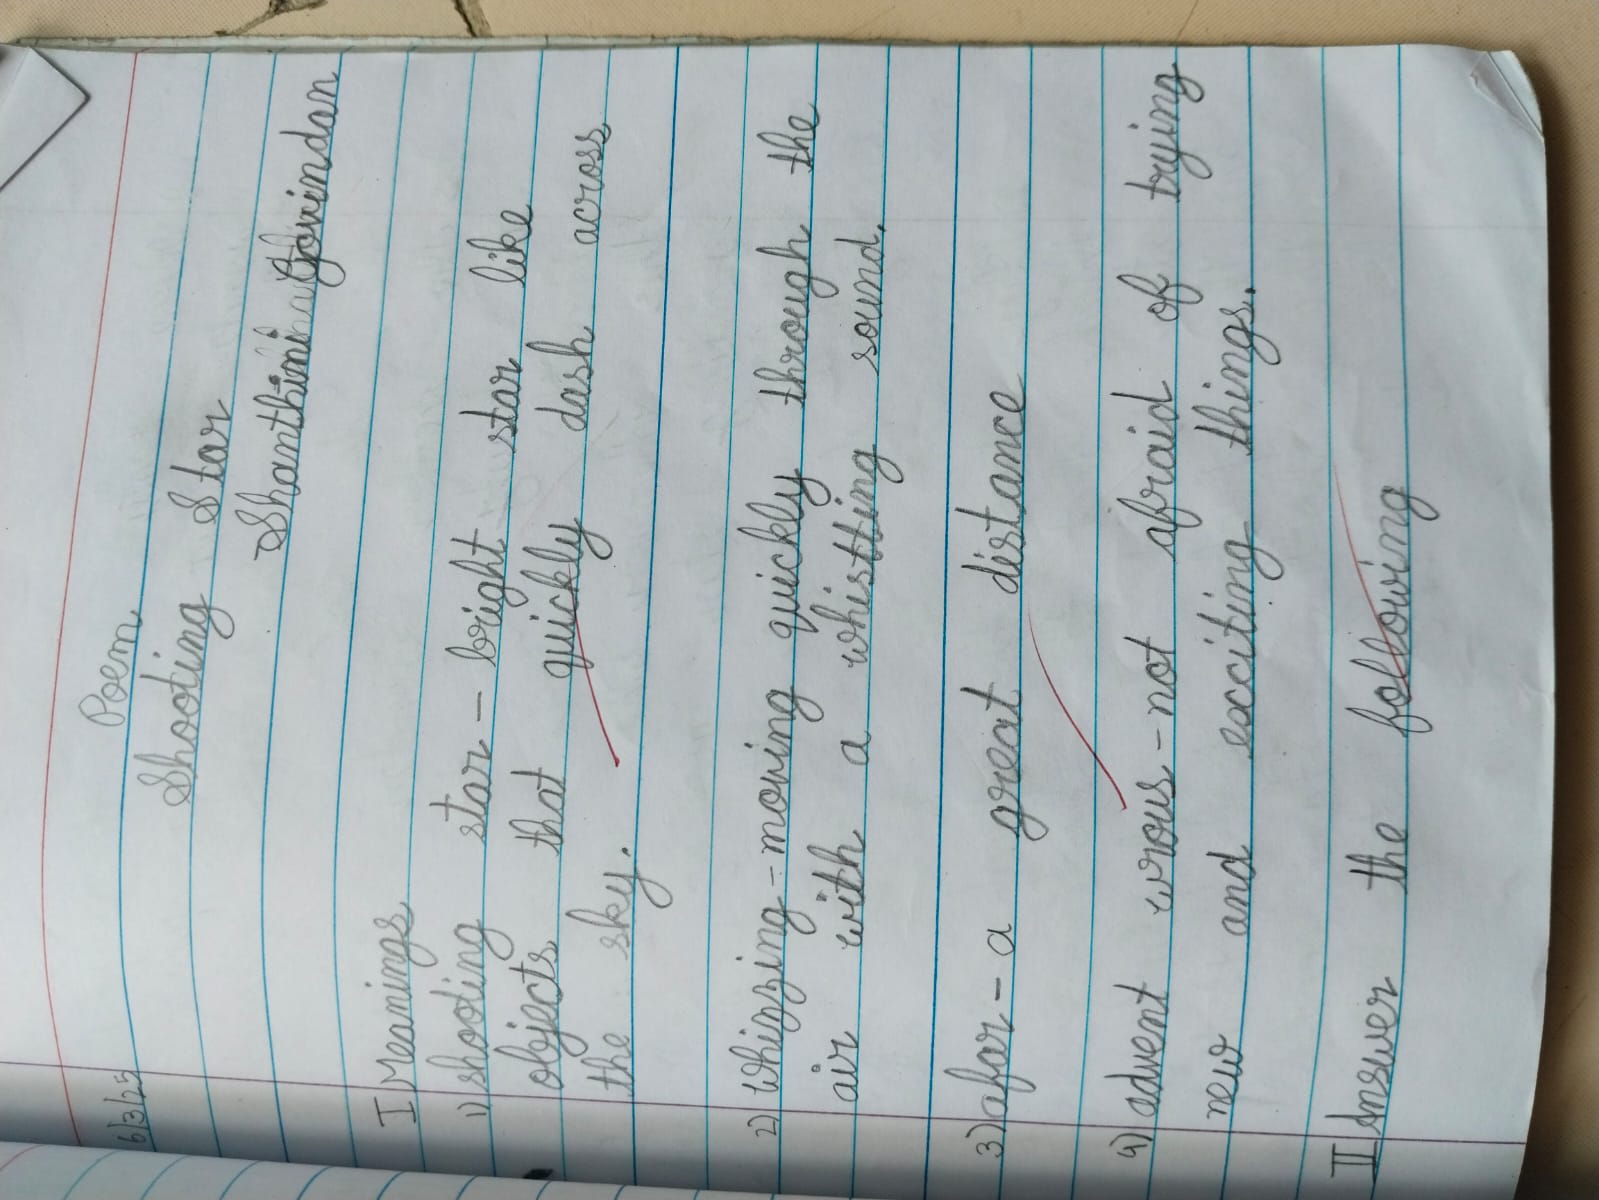 6/3/25
Poem
Shooting Star
Shanthini Govindan
I Meanings
1) shooting star - bright star like
objects that quickly dash across
the sky.
2) whizzing - moving quickly through the
air with a whistting sound.
3) afar - a great distance
4) advent urous - not afraid of trying
new and excciting things.
II Answer the following